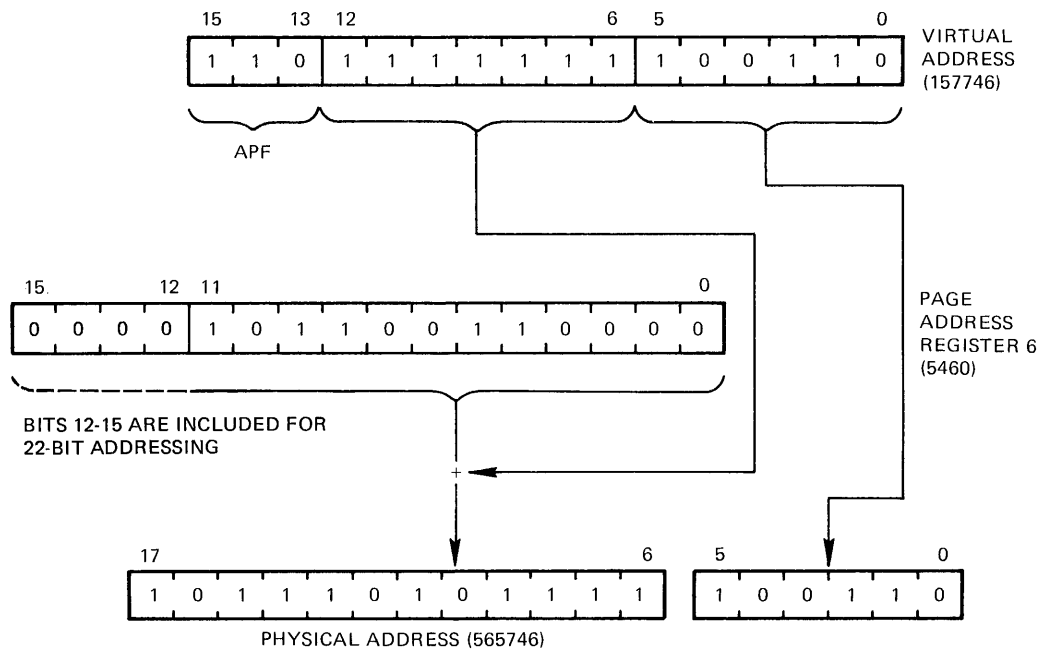 15 13 12 6 5 0
1 1 0 1 1 1 1 1 1 1 1 0 0 1 1 0
VIRTUAL
ADDRESS
(157746)
APF
15 12 11 0
0 0 0 0 1 0 1 1 0 0 1 1 0 0 0 0
PAGE
ADDRESS
REGISTER 6
(5460)
BITS 12-15 ARE INCLUDED FOR
22-BIT ADDRESSING
+
17 6 5 0
1 0 1 1 1 0 1 0 1 1 1 1 1 0 0 1 1 0
PHYSICAL ADDRESS (565746)